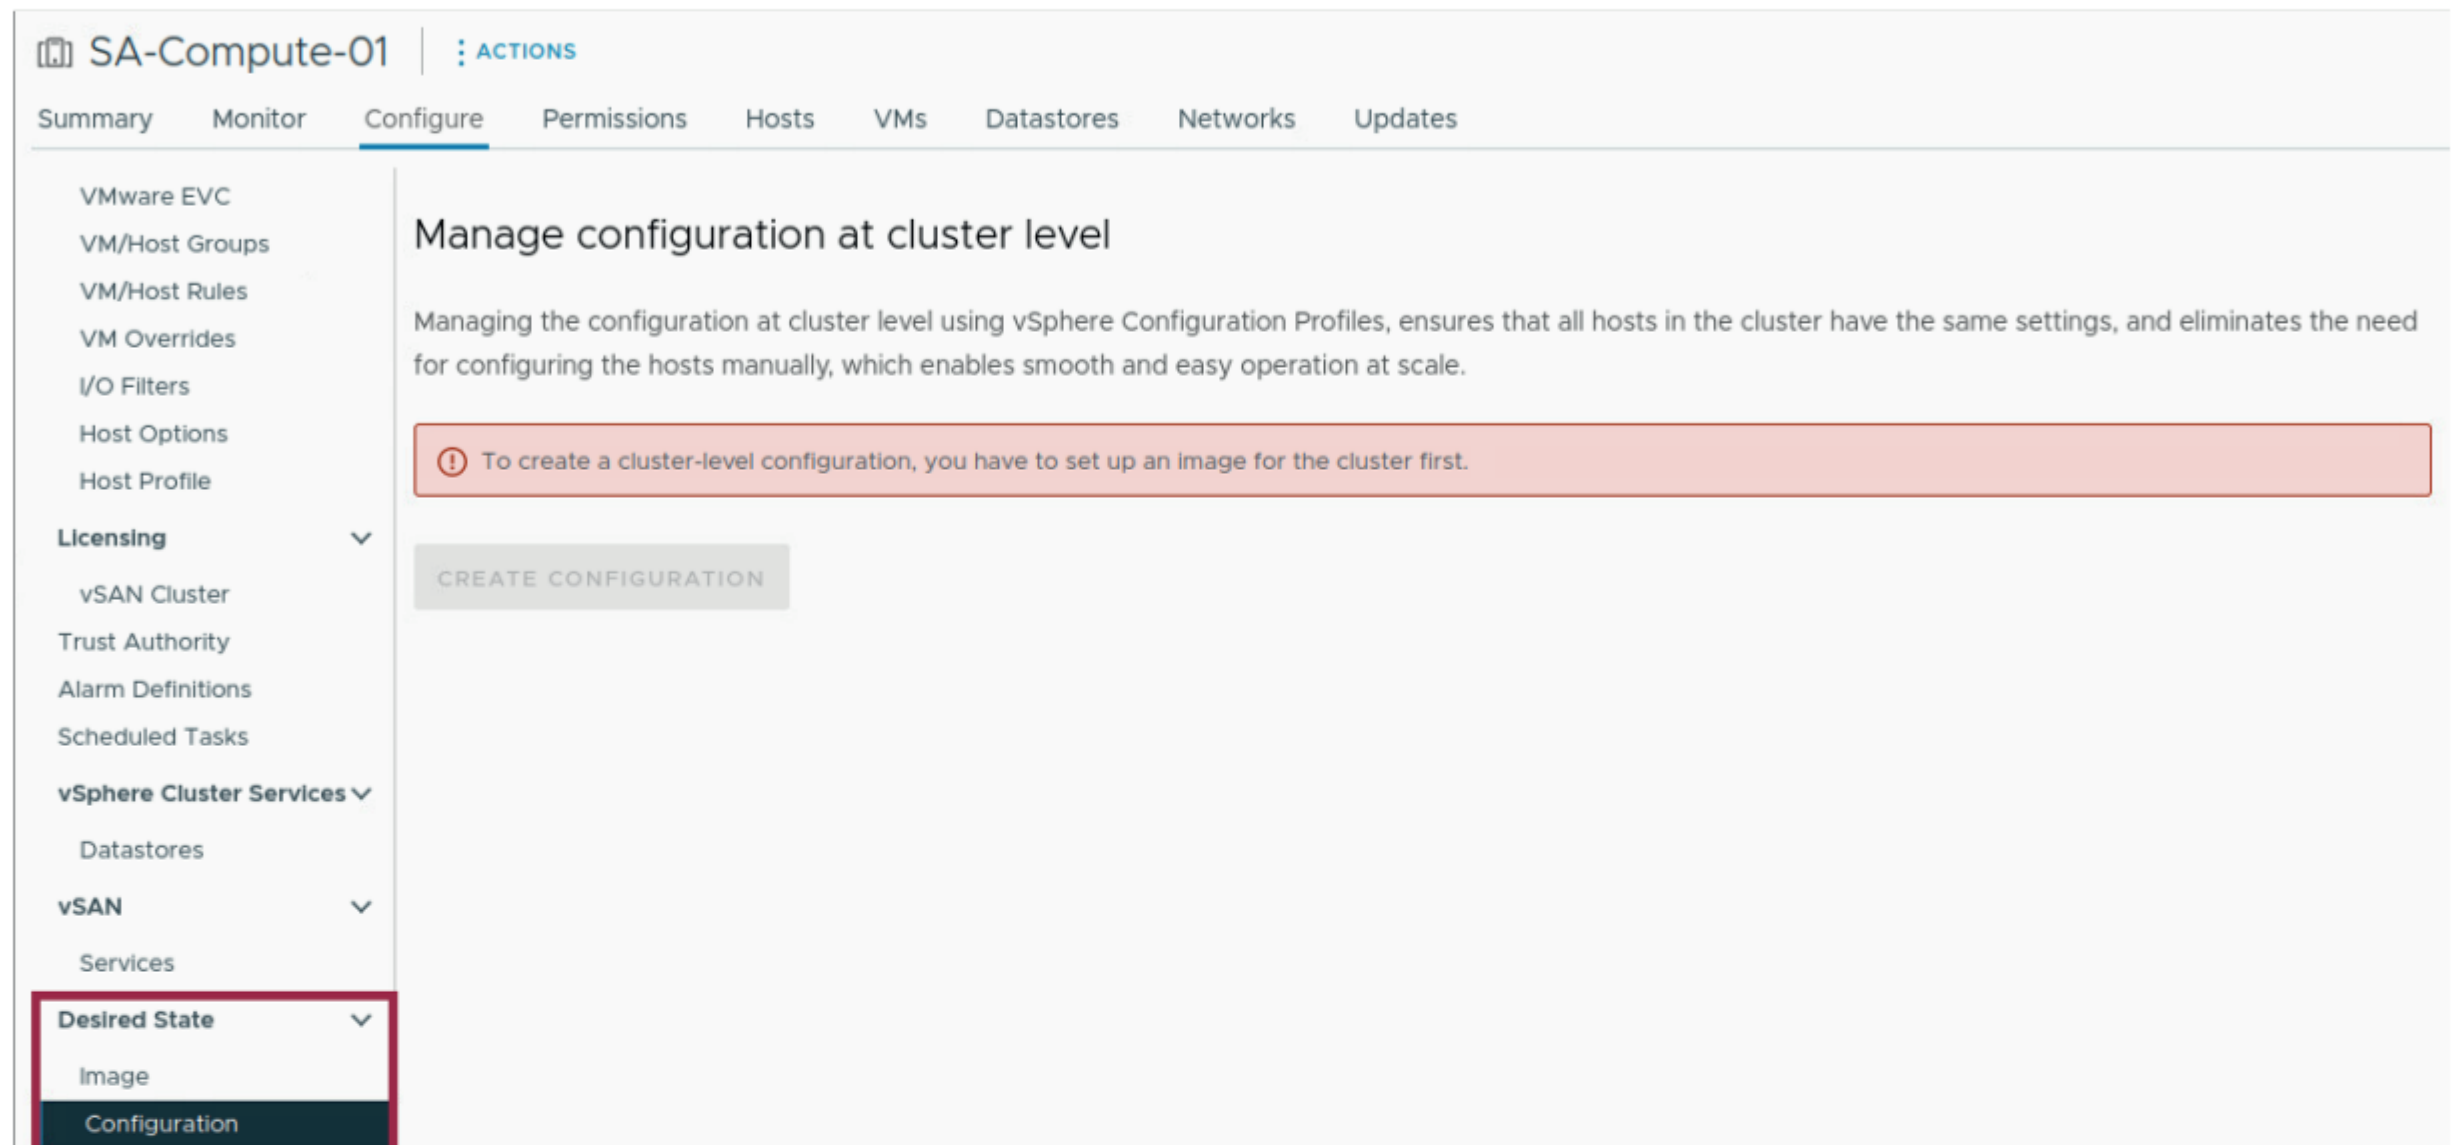 SA-Compute-01
ACTIONS
Summary Monitor Configure Permissions Hosts VMs Datastores Networks Updates
VMware EVC
VM/Host Groups
VM/Host Rules
VM Overrides
I/O Filters
Host Options
Host Profile
Licensing
vSAN Cluster
Trust Authority
Alarm Definitions
Scheduled Tasks
vSphere Cluster Services
Datastores
vSAN
Services
Desired State
Image
Configuration
Manage configuration at cluster level
Managing the configuration at cluster level using vSphere Configuration Profiles, ensures that all hosts in the cluster have the same settings, and eliminates the need
for configuring the hosts manually, which enables smooth and easy operation at scale.
To create a cluster-level configuration, you have to set up an image for the cluster first.
CREATE CONFIGURATION